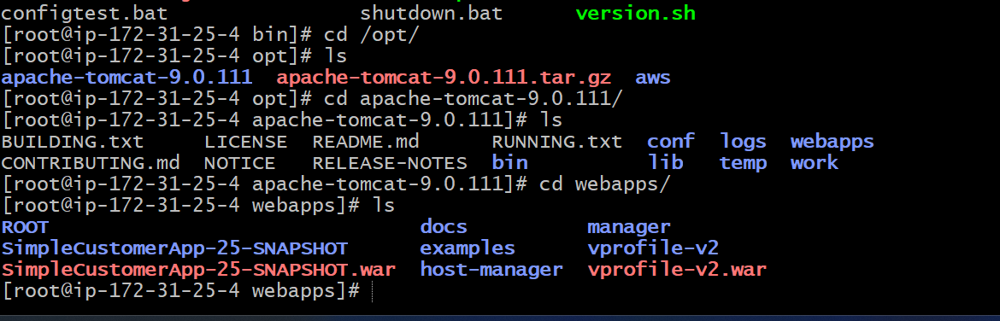 configtest.bat                shutdown.bat      version.sh
[root@ip-172-31-25-4 bin]# cd /opt/
[root@ip-172-31-25-4 opt]# ls
apache-tomcat-9.0.111  apache-tomcat-9.0.111.tar.gz  aws
[root@ip-172-31-25-4 opt]# cd apache-tomcat-9.0.111/
[root@ip-172-31-25-4 apache-tomcat-9.0.111]# ls
BUILDING.txt     LICENSE  README.md      RUNNING.txt  conf  logs  webapps
CONTRIBUTING.md  NOTICE   RELEASE-NOTES  bin          lib   temp  work
[root@ip-172-31-25-4 apache-tomcat-9.0.111]# cd webapps/
[root@ip-172-31-25-4 webapps]# ls
ROOT                               docs          manager
SimpleCustomerApp-25-SNAPSHOT      examples      vprofile-v2
SimpleCustomerApp-25-SNAPSHOT.war  host-manager  vprofile-v2.war
[root@ip-172-31-25-4 webapps]#